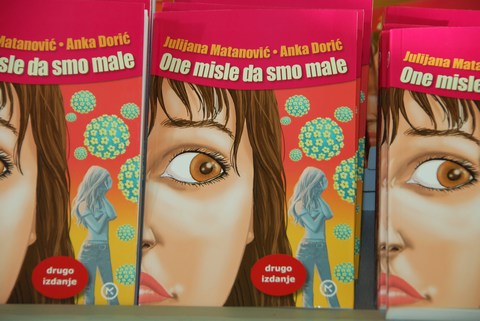 Matanović • Anka Dorić
misle da smo male
drugo
izdanje
Julijana Matanović • Anka Dorić
One misle da smo male
drugo
izdanje
Julijana Mata
One misle